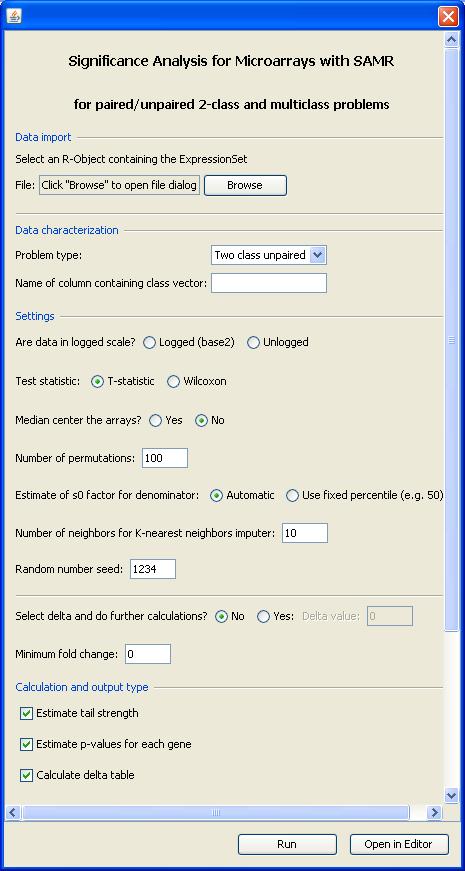 Significance Analysis for Microarrays with SAMR
for paired/unpaired 2-class and multiclass problems
Data import
Select an R-Object containing the ExpressionSet
File: Click "Browse" to open file dialog Browse
Data characterization
Problem type: Two class unpaired
Name of column containing class vector:
Settings
Are data in logged scale? Logged (base2) Unlogged
Test statistic: T-statistic Wilcoxon
Median center the arrays? Yes No
Number of permutations: 100
Estimate of s0 factor for denominator: Automatic Use fixed percentile (e.g. 50)
Number of neighbors for K-nearest neighbors imputer: 10
Random number seed: 1234
Select delta and do further calculations? No Yes: Delta value: 0
Minimum fold change: 0
Calculation and output type
Estimate tail strength
Estimate p-values for each gene
Calculate delta table
Run Open in Editor